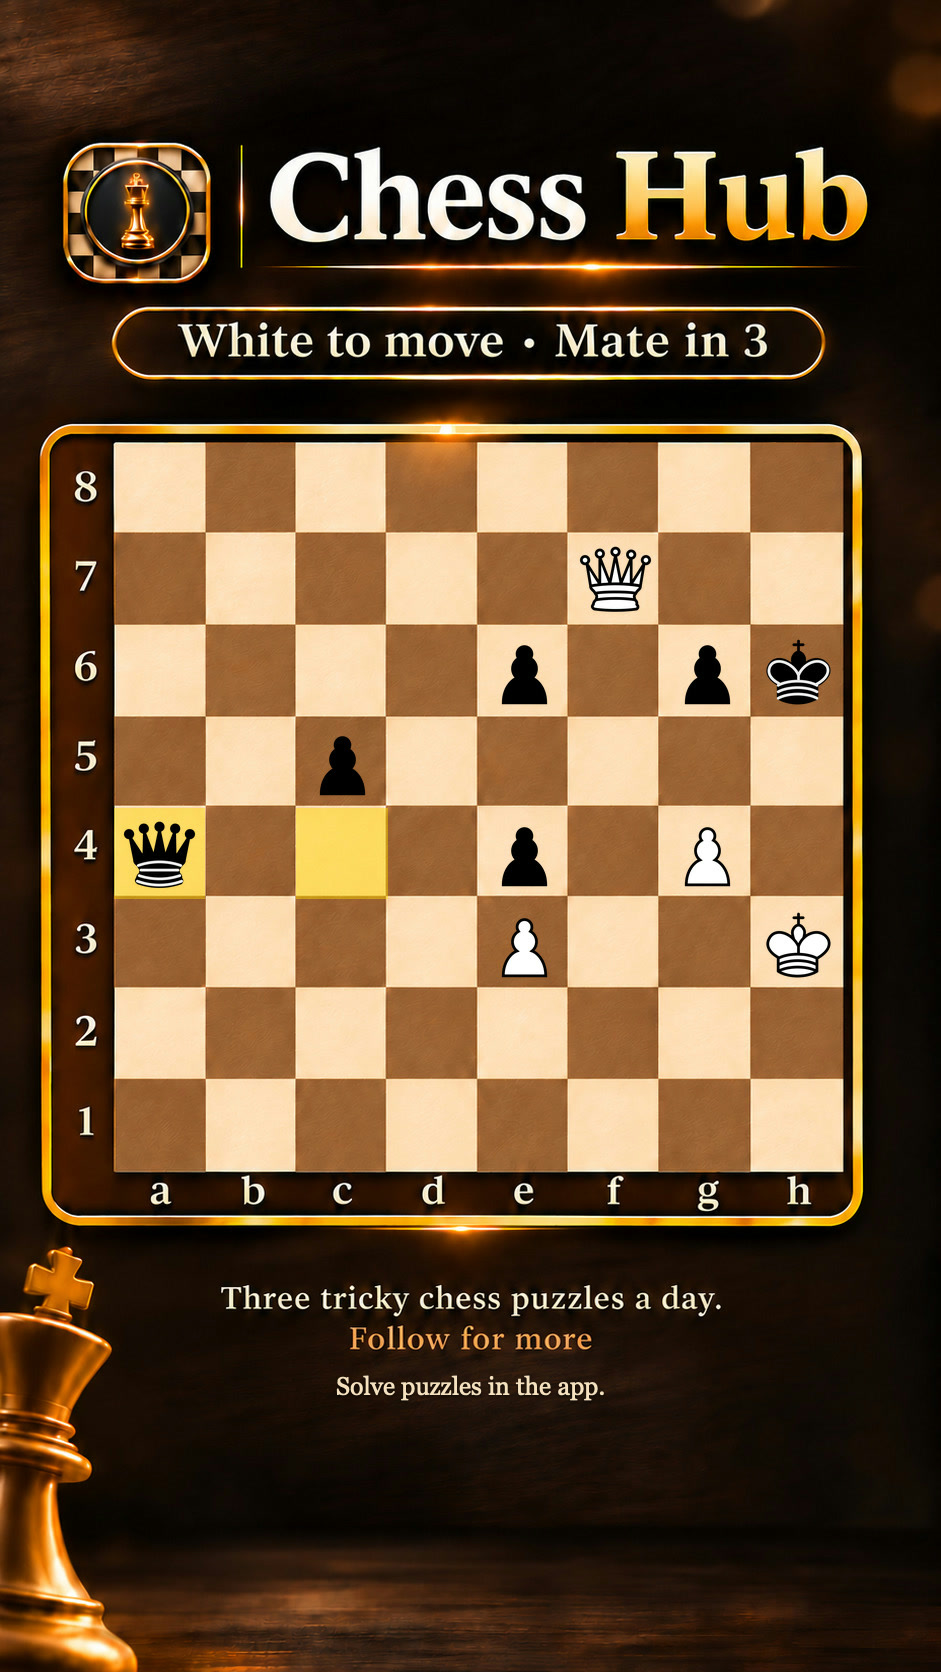 Chess Hub
White to move • Mate in 3
8
7
6
5
4
3
2
1
a b c d e f g h
Three tricky chess puzzles a day.
Follow for more
Solve puzzles in the app.